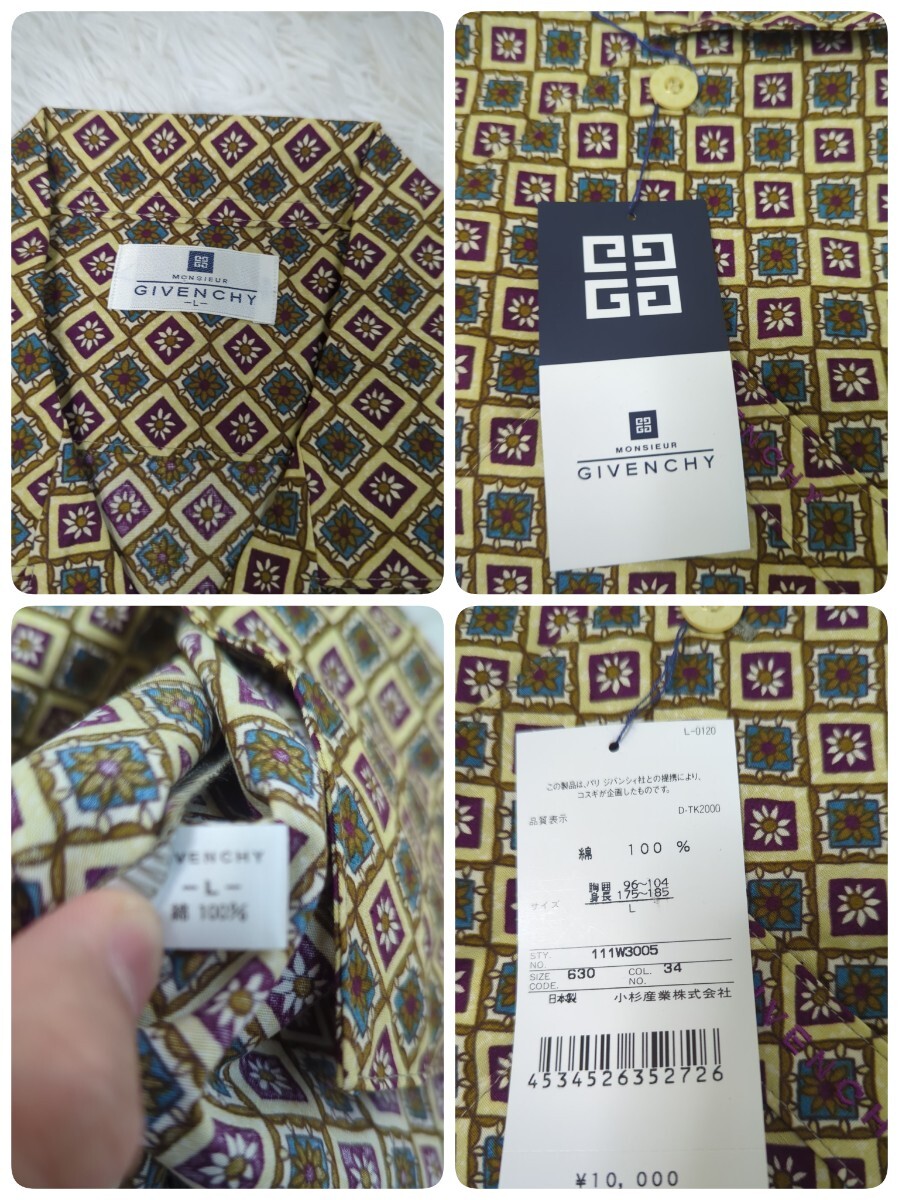 MONSIEUR
GIVENCHY
-L-
MONSIEUR
GIVENCHY
NCHY
VENCHY
-L-
綿 100%
L-0120
この製品は、パリ ジバンシィ社との提携により、
コスギが企画したものです。
D-TK2000
品質表示
綿 100 %
胸囲 96~104
身長 175~185
サイズ
L
STY.
NO. 111W3005
SIZE
CODE. 630 COL.
NO. 34
日本製 小杉産業株式会社
4534526352726
¥10,000
VENCH